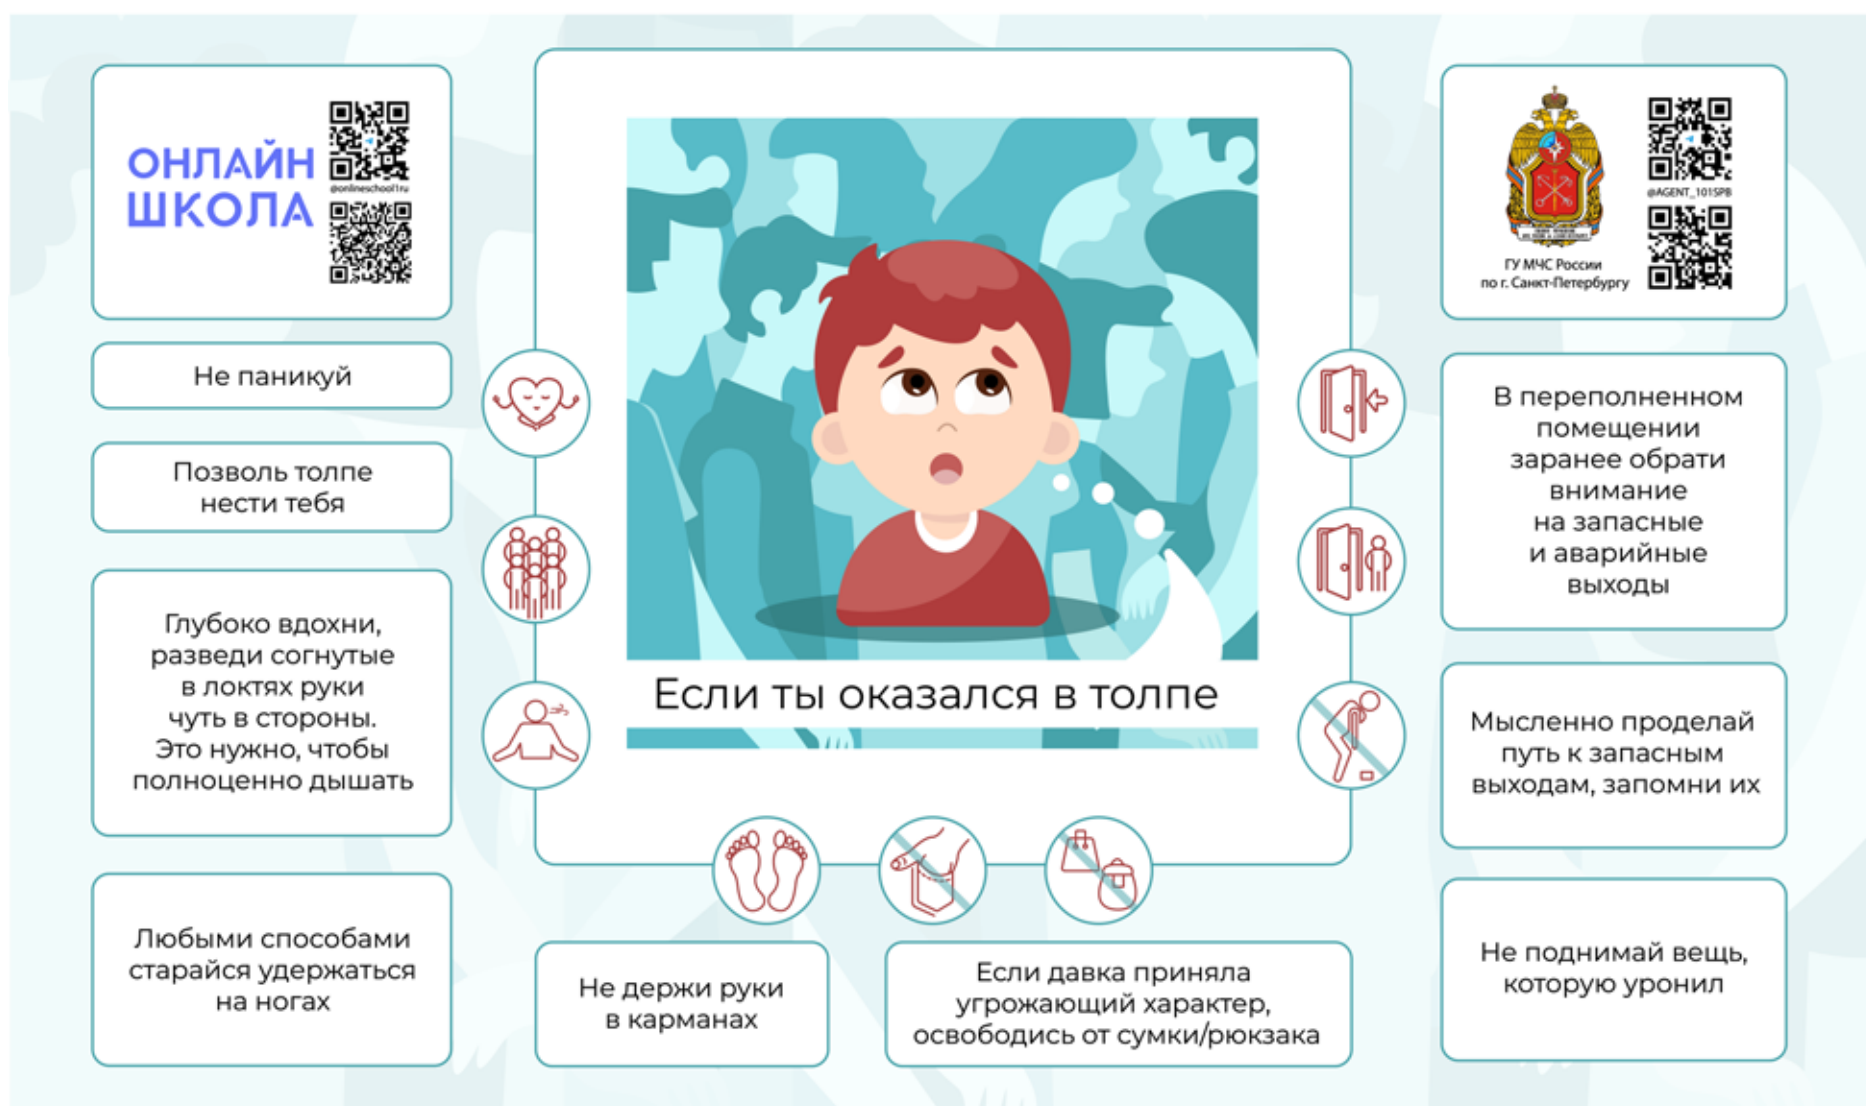 ОНЛАЙН
ШКОЛА
@onlineschool1ru
Не паникуй
Позволь толпе
нести тебя
Глубоко вдохни,
разведи согнутые
в локтях руки
чуть в стороны.
Это нужно, чтобы
полноценно дышать
Любыми способами
старайся удержаться
на ногах
Если ты оказался в толпе
Не держи руки
в карманах
Если давка приняла
угрожающий характер,
освободись от сумки/рюкзака
ГУ МЧС России
по г. Санкт-Петербургу
@AGENT_101SPB
В переполненном
помещении
заранее обрати
внимание
на запасные
и аварийные
выходы
Мысленно проделай
путь к запасным
выходам, запомни их
Не поднимай вещь,
которую уронил